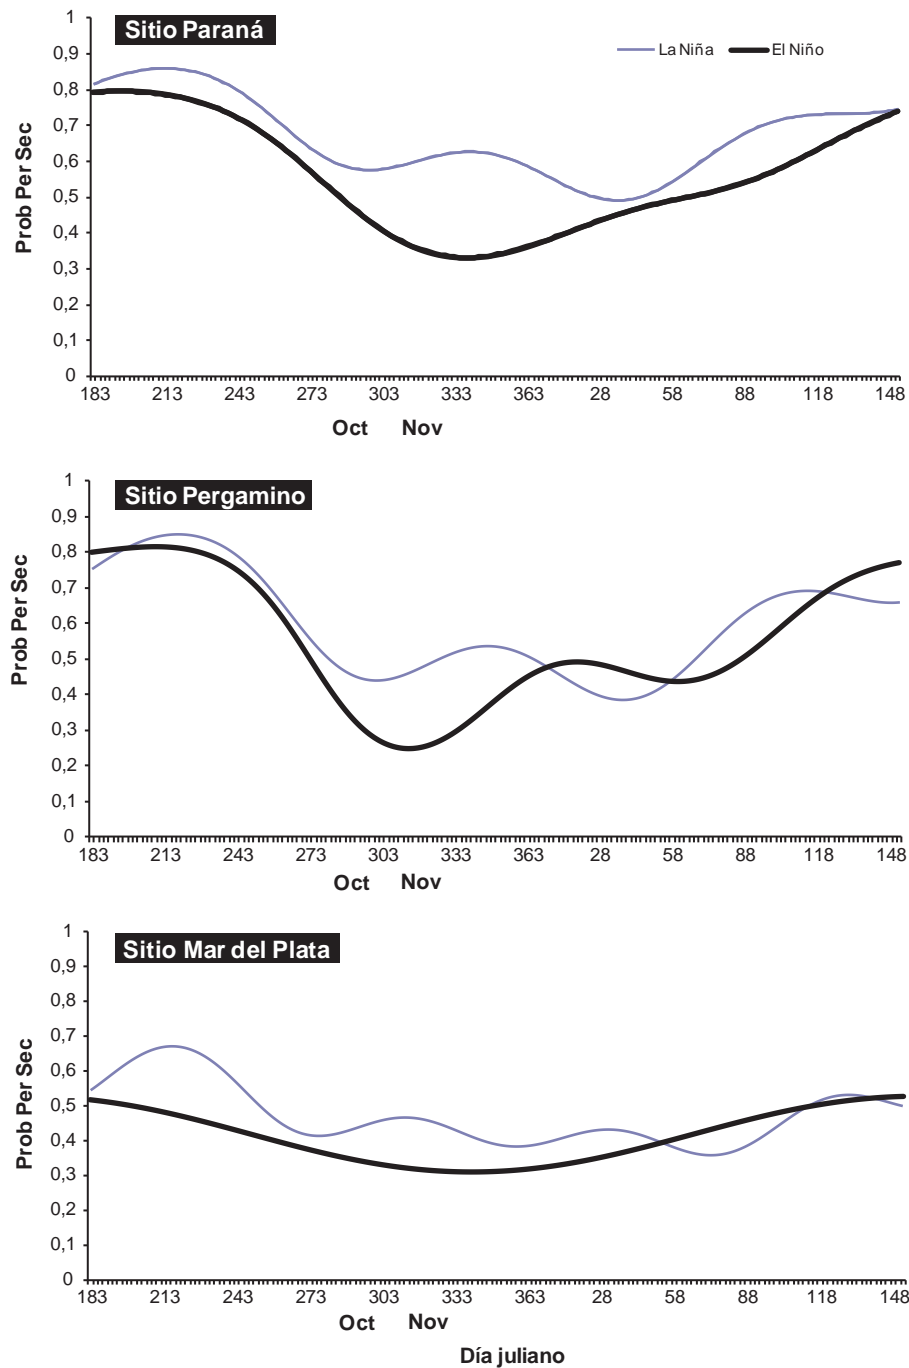 Sitio Paraná
La Niña El Niño
Prob Per Sec
1
0,9
0,8
0,7
0,6
0,5
0,4
0,3
0,2
0,1
0
183 213 243 273 303 333 363 28 58 88 118 148
Oct Nov
Sitio Pergamino
Prob Per Sec
1
0,9
0,8
0,7
0,6
0,5
0,4
0,3
0,2
0,1
0
183 213 243 273 303 333 363 28 58 88 118 148
Oct Nov
Sitio Mar del Plata
Prob Per Sec
1
0,9
0,8
0,7
0,6
0,5
0,4
0,3
0,2
0,1
0
183 213 243 273 303 333 363 28 58 88 118 148
Oct Nov
Día juliano